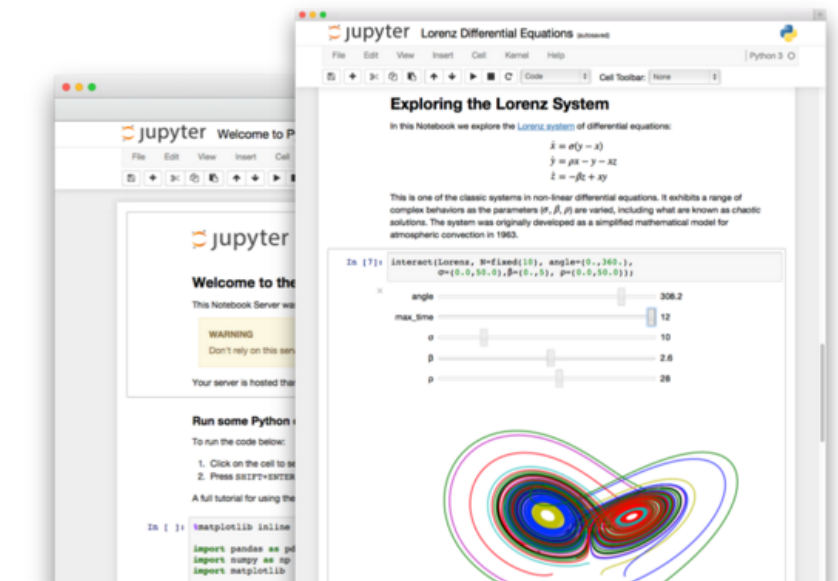 jupyter Lorenz Differential Equations (autosaved)
File Edit View Insert Cell Kernel Help Python 3
Code Cell Toolbar: None
Exploring the Lorenz System
In this Notebook we explore the Lorenz system of differential equations:
ẋ = σ(y − x)
ẏ = ρx − y − xz
ż = −βz + xy
This is one of the classic systems in non-linear differential equations. It exhibits a range of
complex behaviors as the parameters (σ, β, ρ) are varied, including what are known as chaotic
solutions. The system was originally developed as a simplified mathematical model for
atmospheric convection in 1963.
In [7]: interact(Lorenz, N=fixed(10), angle=(0.,360.),
σ=(0.0,50.0),β=(0.,5), ρ=(0.0,50.0));
angle 308.2
max_time 12
σ 10
β 2.6
ρ 28
jupyter Welcome to P
File Edit View Insert Cell
jupyter
Welcome to the
This Notebook Server was
WARNING
Don't rely on this serv
Your server is hosted than
Run some Python
To run the code below:
1. Click on the cell to se
2. Press SHIFT+ENTER
A full tutorial for using the
In [ ]: %matplotlib inline
import pandas as pd
import numpy as np
import matplotlib